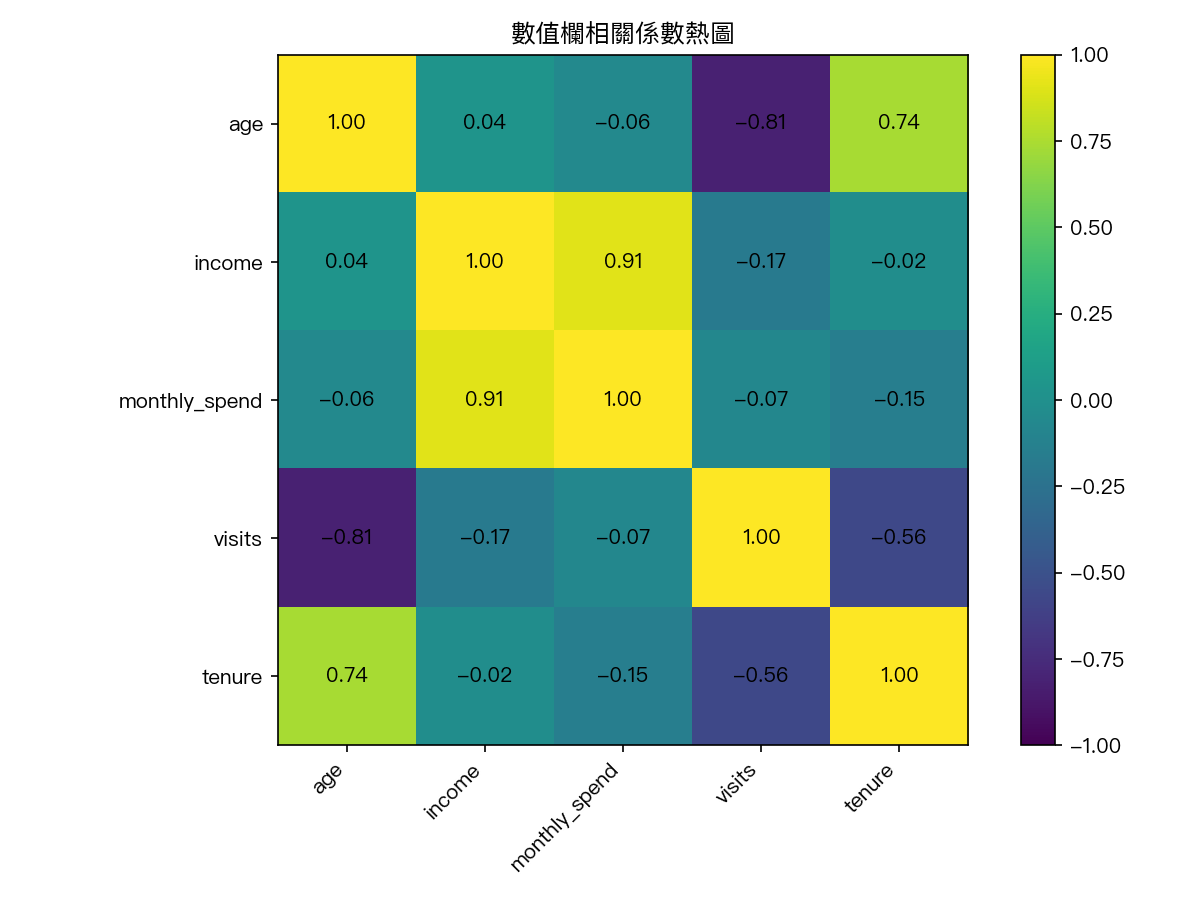 數值欄相關係數熱圖
age 1.00 0.04 −0.06 −0.81 0.74
income 0.04 1.00 0.91 −0.17 −0.02
monthly_spend −0.06 0.91 1.00 −0.07 −0.15
visits −0.81 −0.17 −0.07 1.00 −0.56
tenure 0.74 −0.02 −0.15 −0.56 1.00
age income monthly_spend visits tenure
1.00
0.75
0.50
0.25
0.00
−0.25
−0.50
−0.75
−1.00